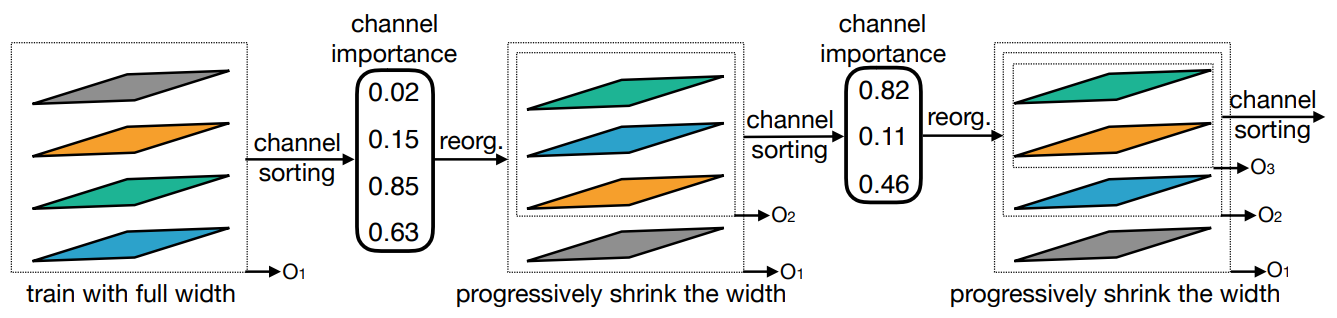 channel
importance
0.02
0.15
0.85
0.63
channel
sorting
reorg.
O1
train with full width
O2
O1
progressively shrink the width
channel
sorting
channel
importance
0.82
0.11
0.46
reorg.
O3
O2
O1
progressively shrink the width
channel
sorting